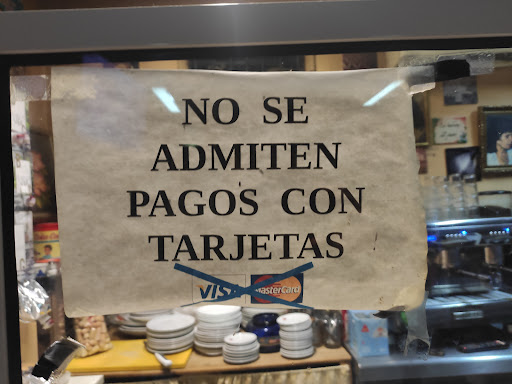 NO SE
ADMITEN
PAGOS CON
TARJETAS
VISA MasterCard